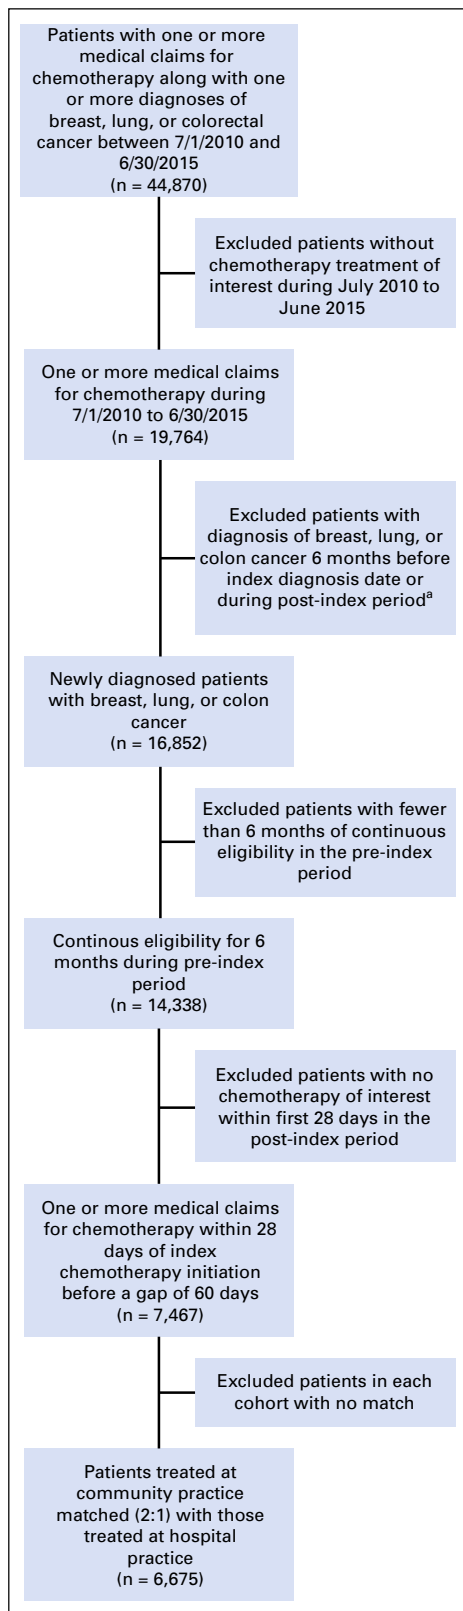 Patients with one or more
medical claims for
chemotherapy along with one
or more diagnoses of
breast, lung, or colorectal
cancer between 7/1/2010 and
6/30/2015
(n = 44,870)
Excluded patients without
chemotherapy treatment of
interest during July 2010 to
June 2015
One or more medical claims
for chemotherapy during
7/1/2010 to 6/30/2015
(n = 19,764)
Excluded patients with
diagnosis of breast, lung, or
colon cancer 6 months before
index diagnosis date or
during post-index periodᵃ
Newly diagnosed patients
with breast, lung, or colon
cancer
(n = 16,852)
Excluded patients with fewer
than 6 months of continuous
eligibility in the pre-index
period
Continous eligibility for 6
months during pre-index
period
(n = 14,338)
Excluded patients with no
chemotherapy of interest
within first 28 days in the
post-index period
One or more medical claims
for chemotherapy within 28
days of index
chemotherapy initiation
before a gap of 60 days
(n = 7,467)
Excluded patients in each
cohort with no match
Patients treated at
community practice
matched (2:1) with those
treated at hospital
practice
(n = 6,675)